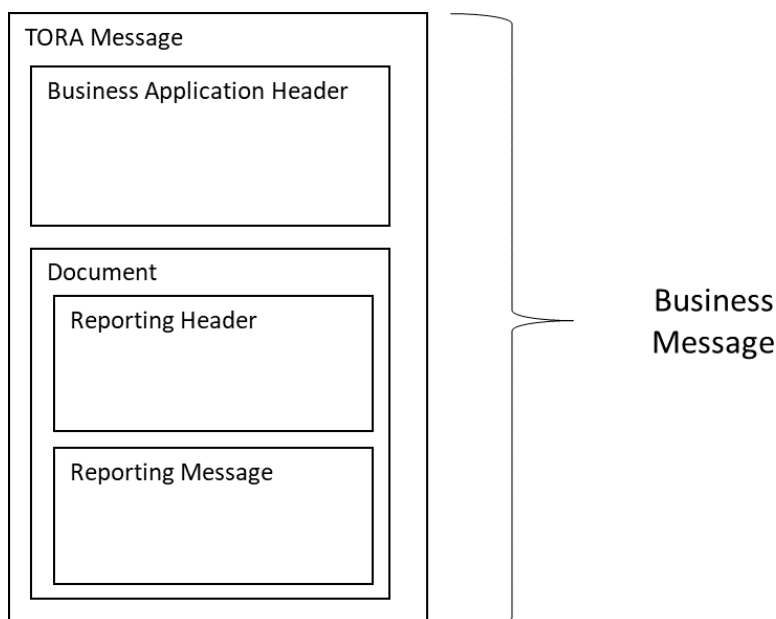 TORA Message
Business Application Header
Document
Reporting Header
Reporting Message
Business
Message